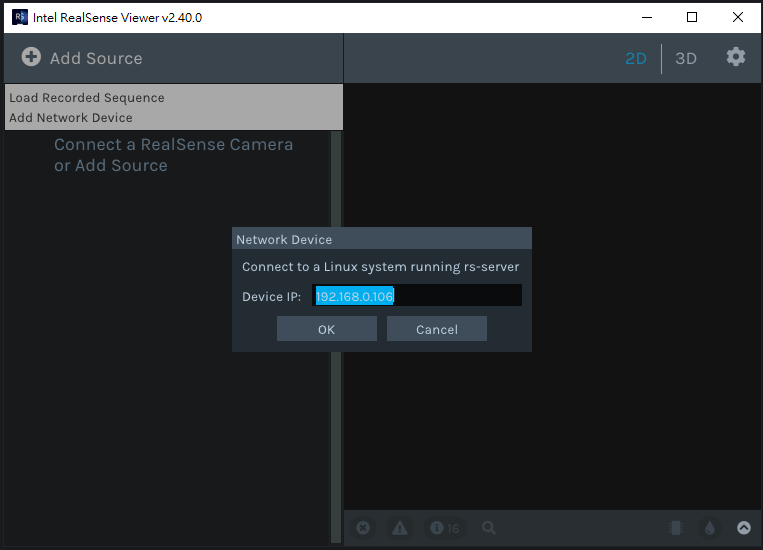 RS Intel RealSense Viewer v2.40.0
Add Source
2D
3D
Load Recorded Sequence
Add Network Device
Connect a RealSense Camera
or Add Source
Network Device
Connect to a Linux system running rs-server
Device IP: 192.168.0.106
OK
Cancel
16